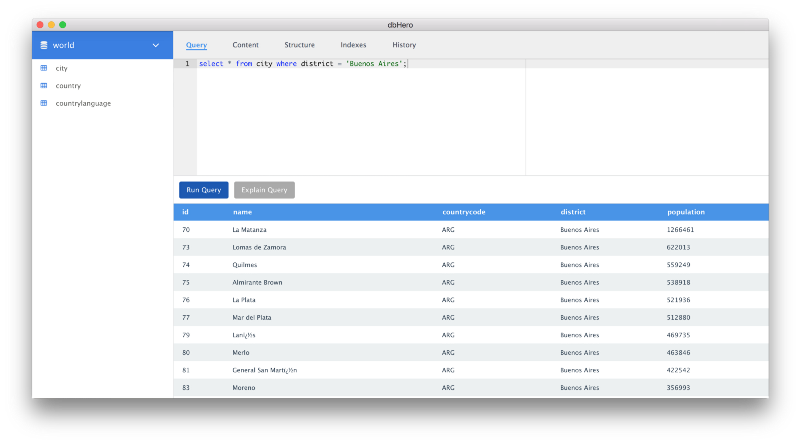 dbHero
world
Query Content Structure Indexes History
city
country
countrylanguage
1 select * from city where district = 'Buenos Aires';
Run Query Explain Query
id name countrycode district population
70 La Matanza ARG Buenos Aires 1266461
73 Lomas de Zamora ARG Buenos Aires 622013
74 Quilmes ARG Buenos Aires 559249
75 Almirante Brown ARG Buenos Aires 538918
76 La Plata ARG Buenos Aires 521936
77 Mar del Plata ARG Buenos Aires 512880
79 Lanï¿½s ARG Buenos Aires 469735
80 Merlo ARG Buenos Aires 463846
81 General San Martï¿½n ARG Buenos Aires 422542
83 Moreno ARG Buenos Aires 356993